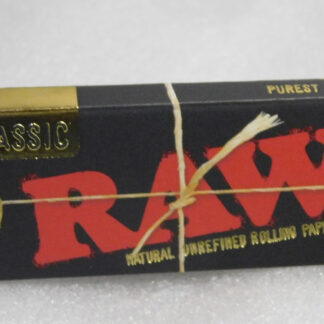 PUREST
ASSIC
RAW
NATURAL UNREFINED ROLLING PAP